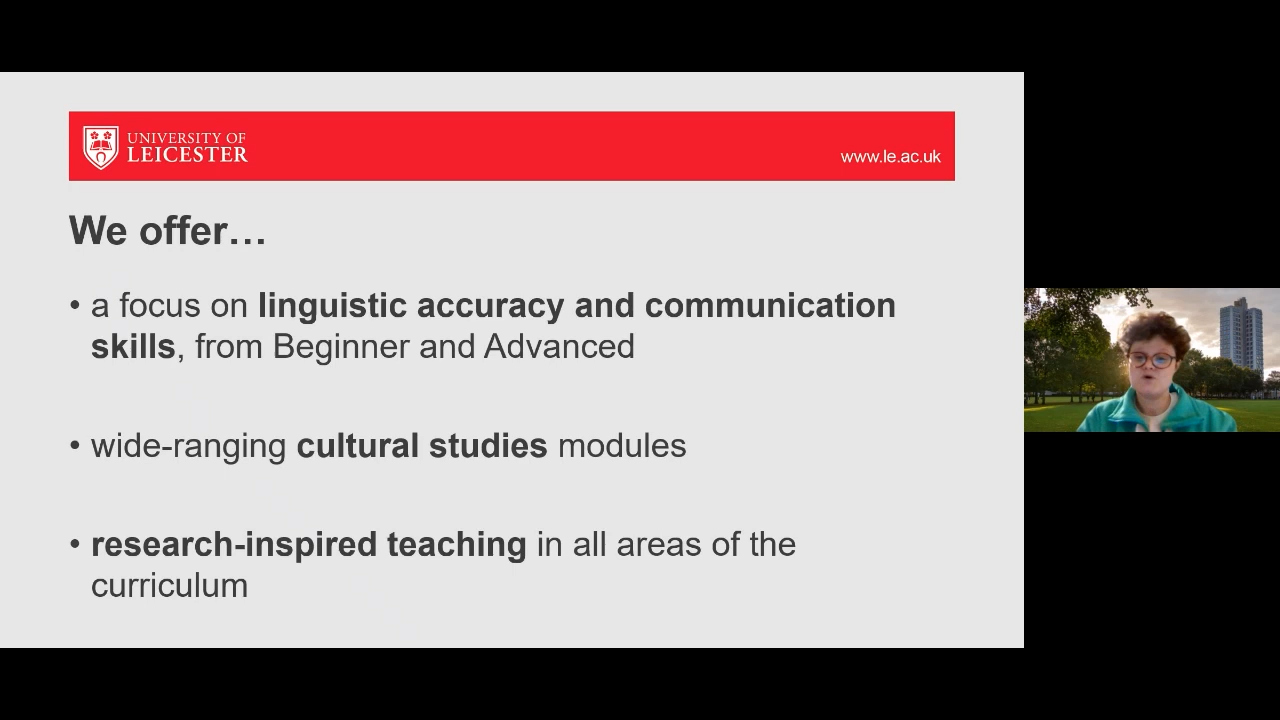 UNIVERSITY OF
LEICESTER
www.le.ac.uk
We offer…
• a focus on linguistic accuracy and communication
skills, from Beginner and Advanced
• wide-ranging cultural studies modules
• research-inspired teaching in all areas of the
curriculum